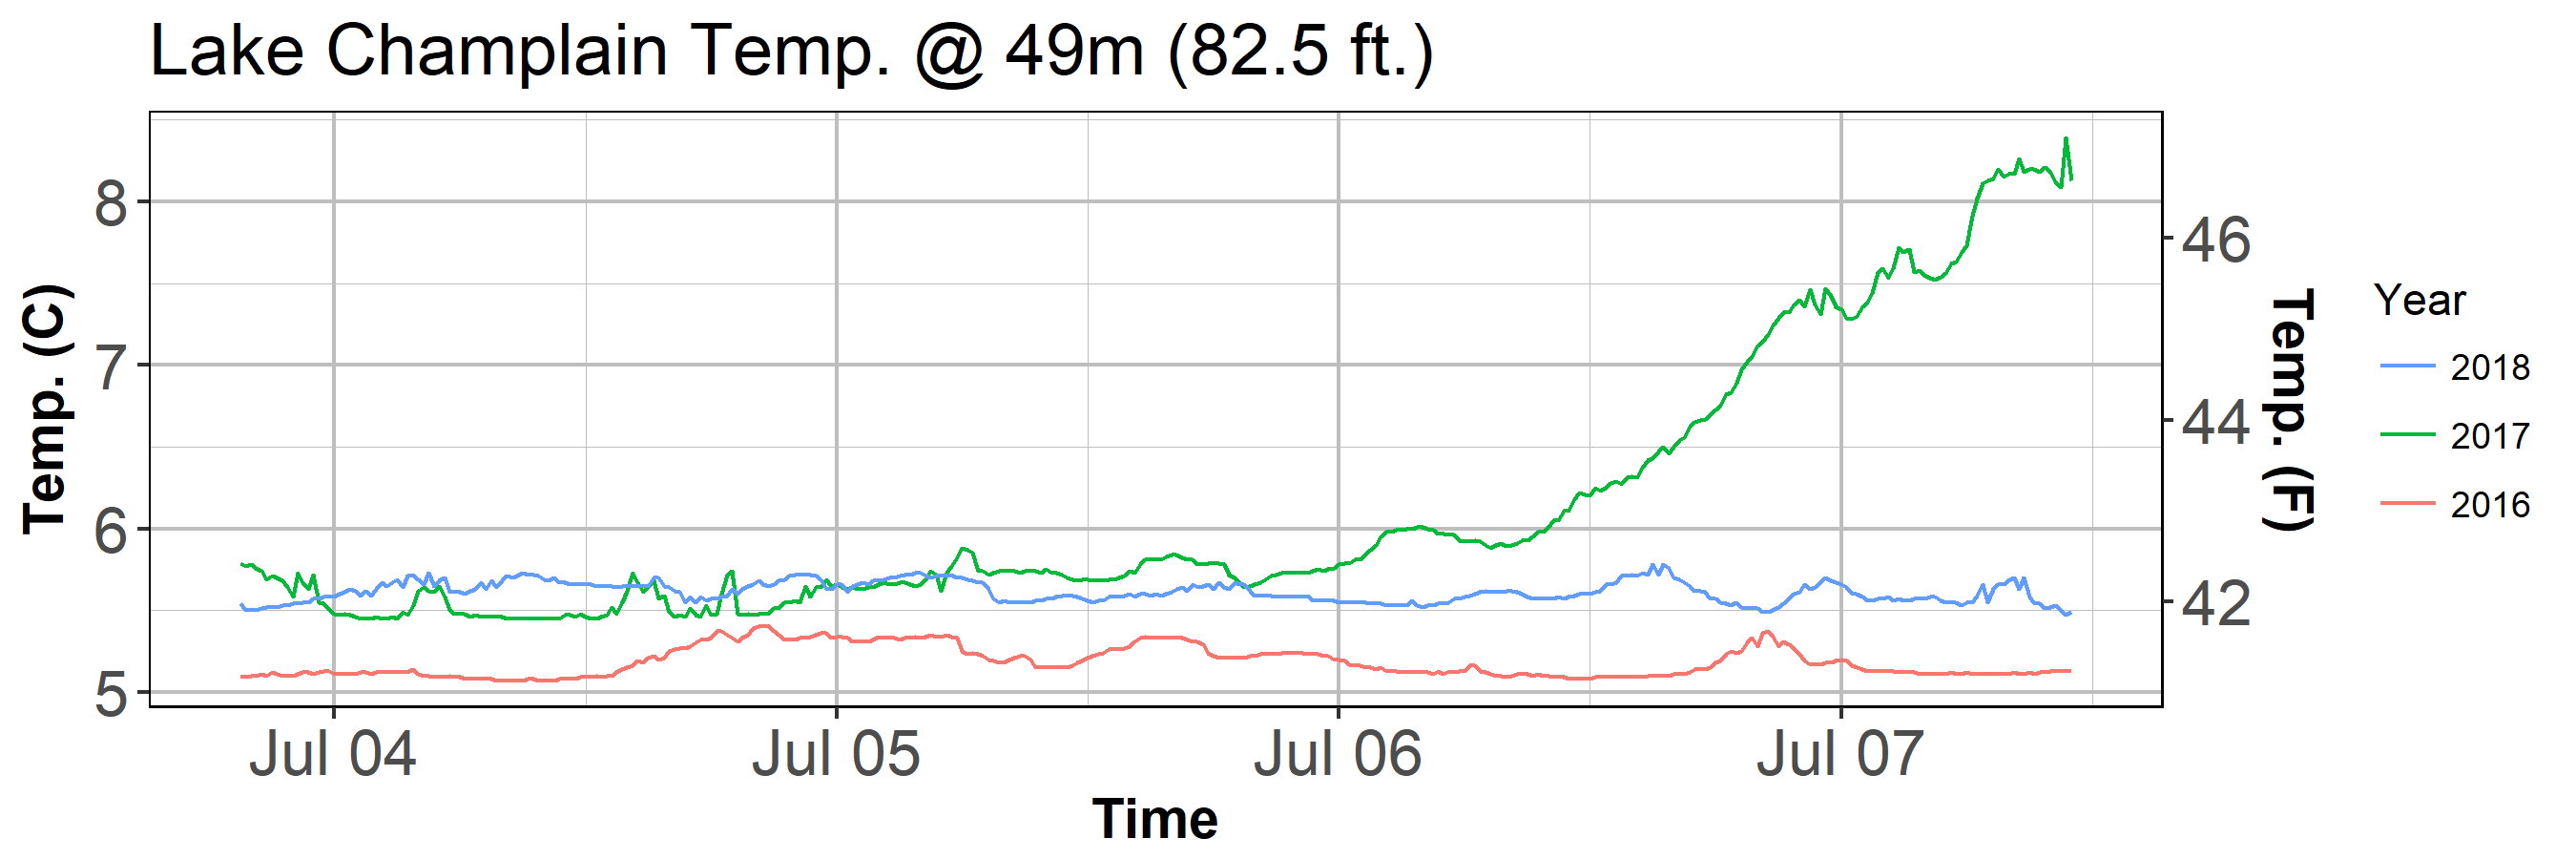 Lake Champlain Temp. @ 49m (82.5 ft.)
Temp. (C)
8
7
6
5
46
44
42
Temp. (F)
Jul 04
Jul 05
Jul 06
Jul 07
Time
Year
2018
2017
2016